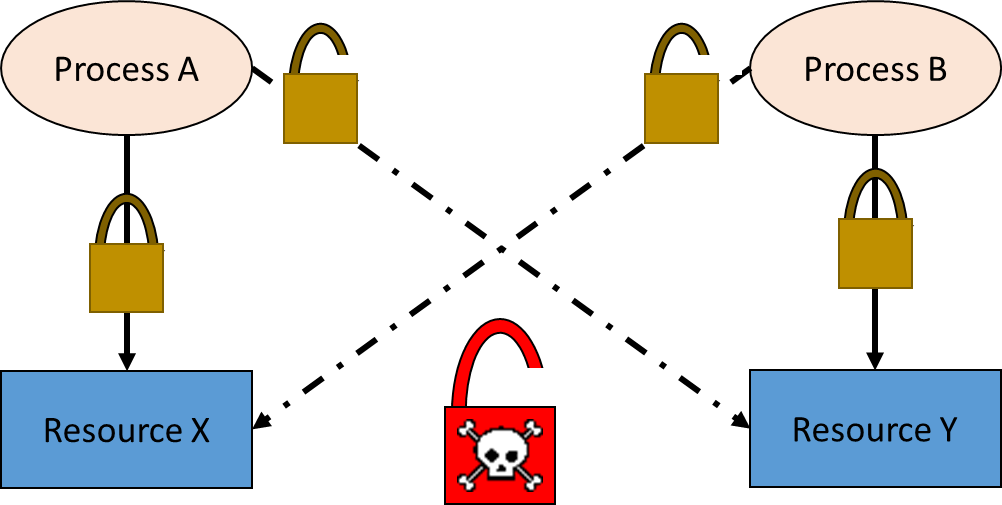 Process A
Process B
Resource X
Resource Y